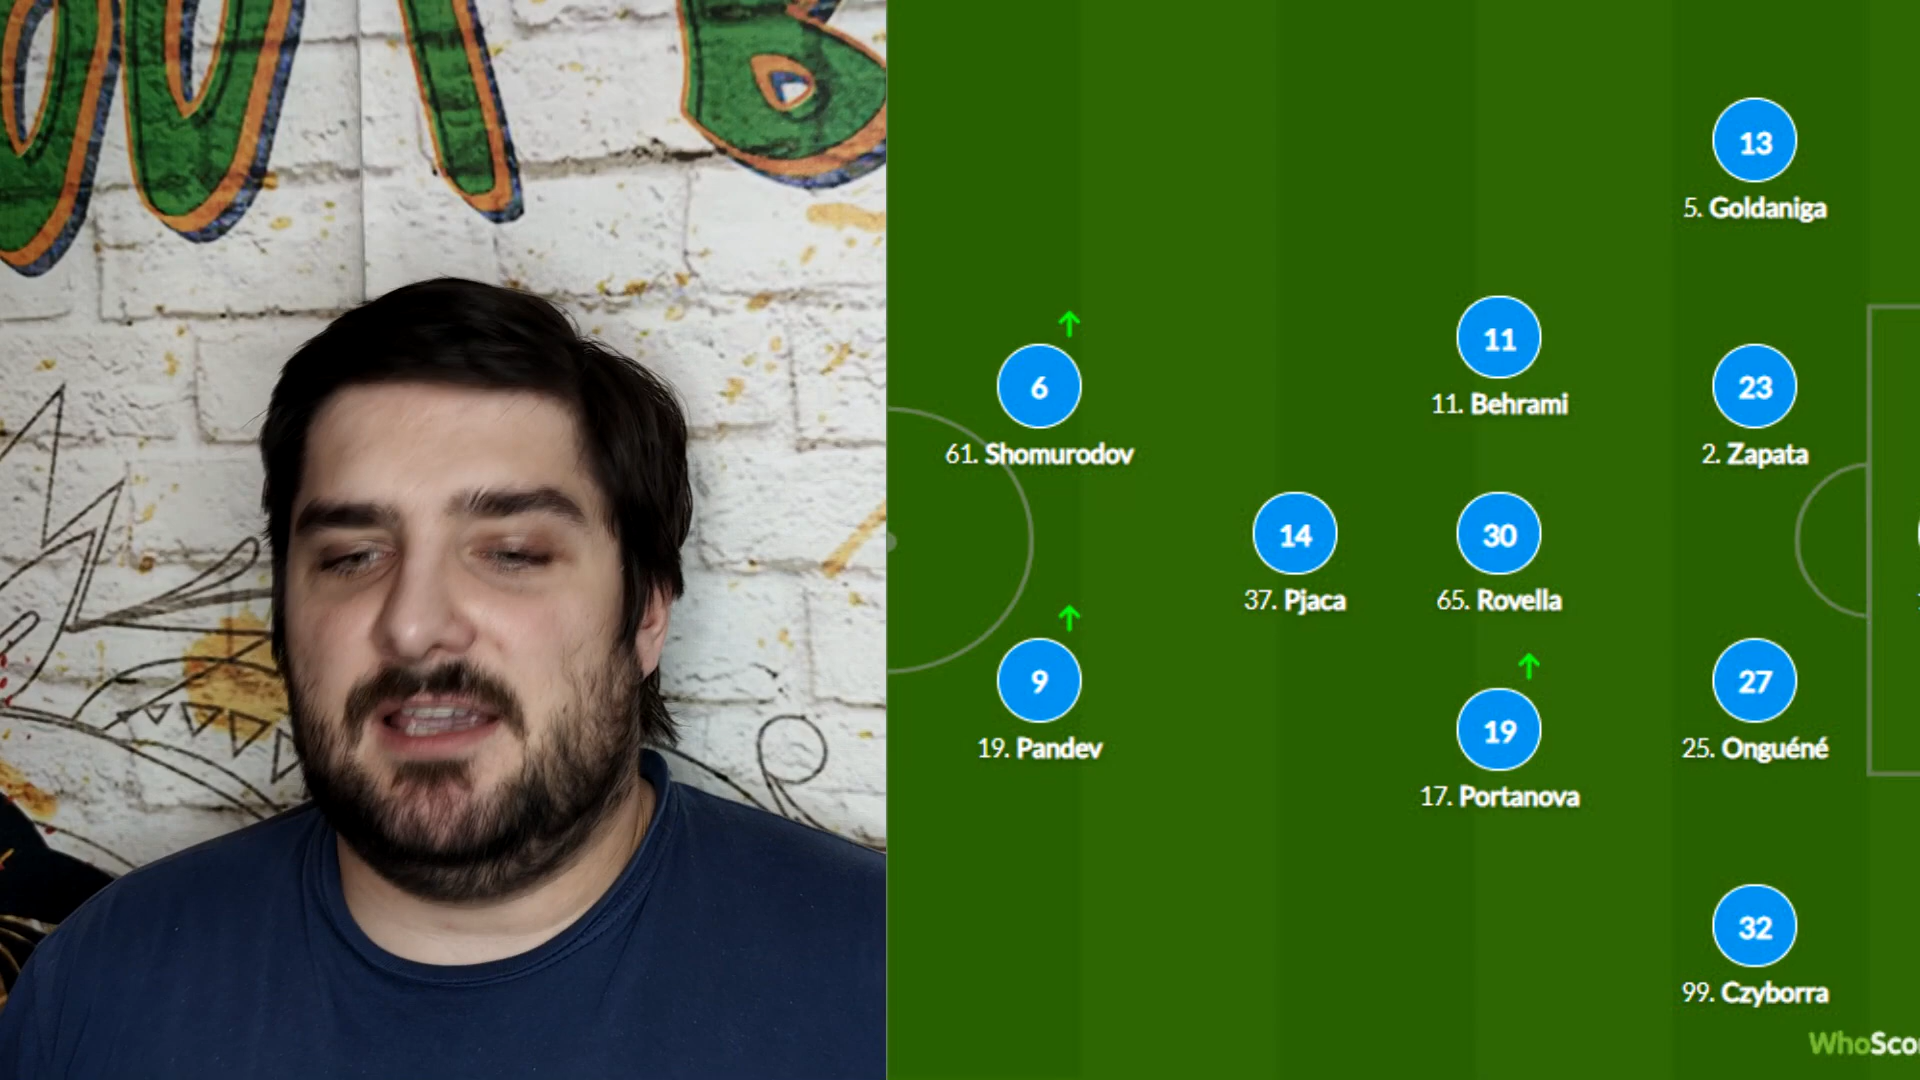 13
5. Goldaniga
11
11. Behrami
6
61. Shomurodov
23
2. Zapata
14
37. Pjaca
30
65. Rovella
9
19. Pandev
19
17. Portanova
27
25. Onguéné
32
99. Czyborra